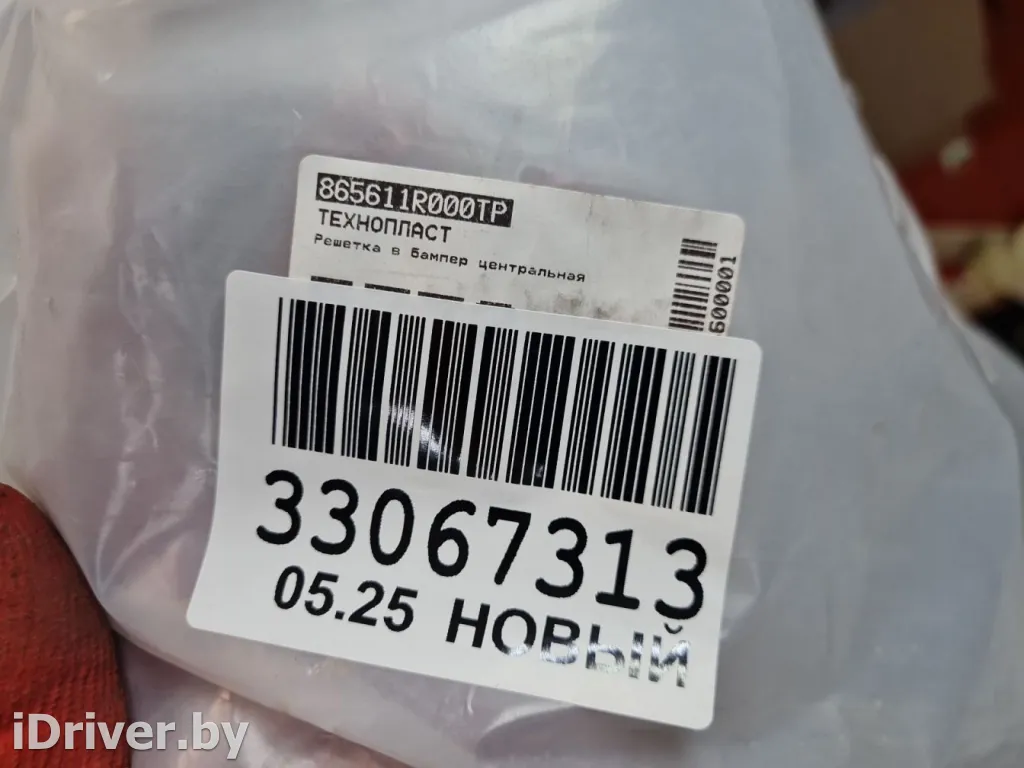 865611R000TP
ТЕХНОПЛАСТ
Решетка в бампер центральная
600001
33067313
05.25 НОВЫЙ
iDriver.by